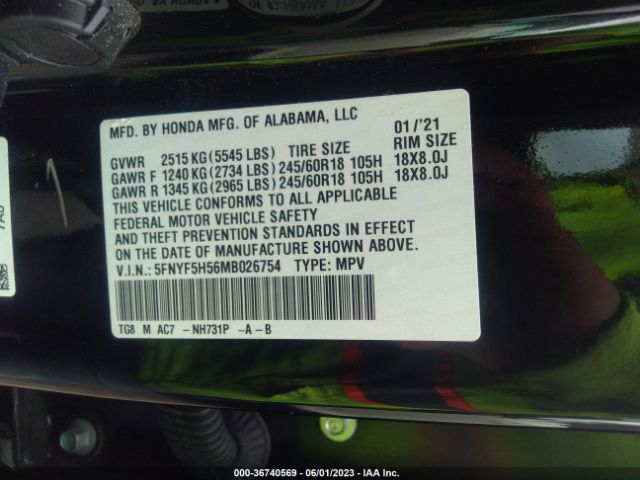 MFD. BY HONDA MFG. OF ALABAMA, LLC 01/'21
GVWR 2515 KG (5545 LBS) TIRE SIZE RIM SIZE
GAWR F 1240 KG (2734 LBS) 245/60R18 105H 18X8.0J
GAWR R 1345 KG (2965 LBS) 245/60R18 105H 18X8.0J
THIS VEHICLE CONFORMS TO ALL APPLICABLE
FEDERAL MOTOR VEHICLE SAFETY
AND THEFT PREVENTION STANDARDS IN EFFECT
ON THE DATE OF MANUFACTURE SHOWN ABOVE.
V.I.N.: 5FNYF5H56MB026754 TYPE: MPV
TG8 M AC7 -NH731P -A -B
000-36740569 - 06/01/2023 - IAA Inc.